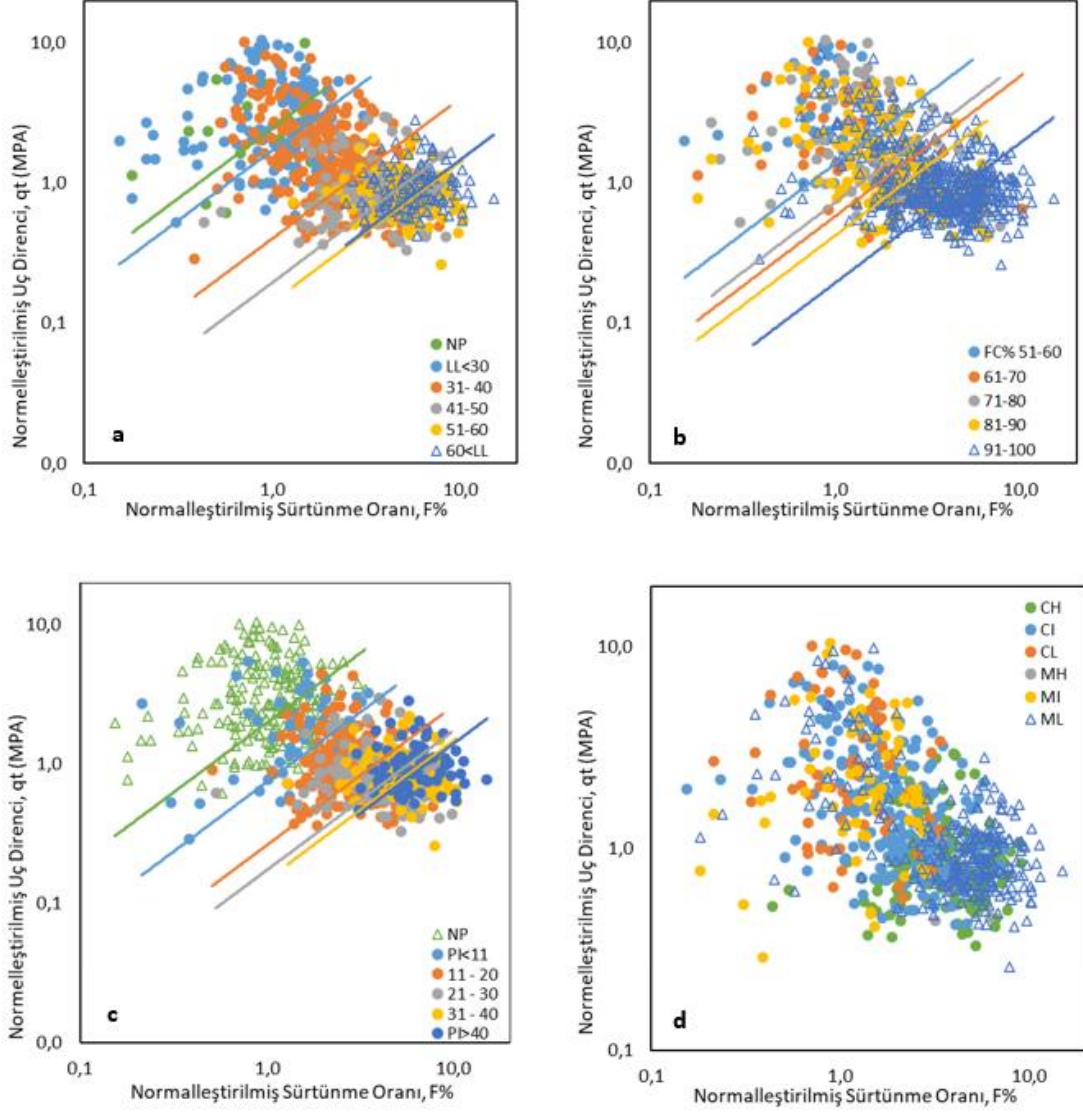 10,0
1,0
0,1
0,0
Normelleştirilmiş Uç Direnci, qt (MPA)
NP
LL<30
31- 40
41-50
51-60
60<LL
a
0,1
1,0
10,0
Normalleştirilmiş Sürtünme Oranı, F%
10,0
1,0
0,1
0,0
Normelleştirilmiş Uç Direnci, qt (MPA)
FC% 51-60
61-70
71-80
81-90
91-100
b
0,1
1,0
10,0
Normalleştirilmiş Sürtünme Oranı, F%
10,0
1,0
0,1
0,0
Normelleştirilmiş Uç Direnci, qt (MPA)
NP
PI<11
11 - 20
21 - 30
31 - 40
PI>40
c
0,1
1,0
10,0
Normalleştirilmiş Sürtünme Oranı, F%
10,0
1,0
0,1
Normelleştirilmiş Uç Direnci, qt (MPA)
CH
CI
CL
MH
MI
ML
d
0,1
1,0
10,0
Normalleştirilmiş Sürtünme Oranı, F%